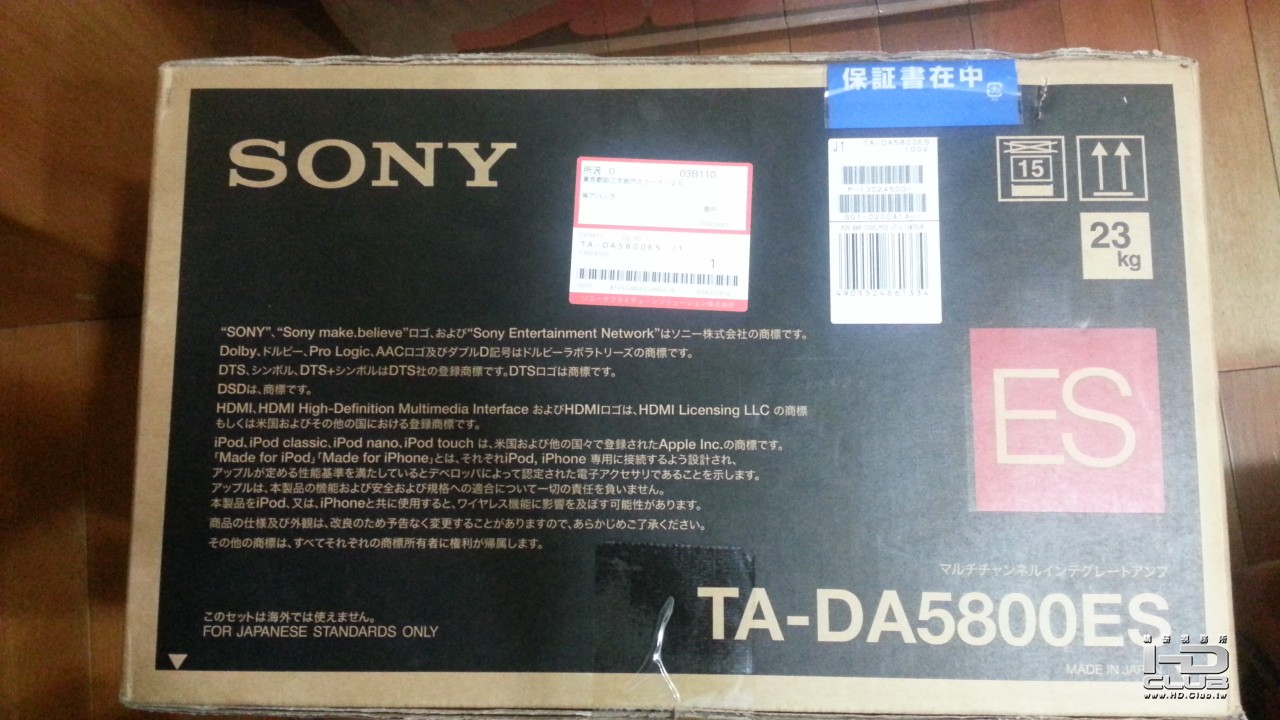 保証書在中
SONY
所沢 D 03B110
TA-DA5800ES J1
1
J1 TA-DA5800ES
4905524881554
15
23
kg
“SONY”、“Sony make.believe”ロゴ、および“Sony Entertainment Network”はソニー株式会社の商標です。
Dolby、ドルビー、Pro Logic、AACロゴ及びダブルD記号はドルビーラボラトリーズの商標です。
DTS、シンボル、DTS+シンボルはDTS社の登録商標です。DTSロゴは商標です。
DSDは、商標です。
HDMI、HDMI High-Definition Multimedia Interface およびHDMIロゴは、HDMI Licensing LLC の商標
もしくは米国およびその他の国における登録商標です。
iPod、iPod classic、iPod nano、iPod touch は、米国および他の国々で登録されたApple Inc.の商標です。
「Made for iPod」「Made for iPhone」とは、それぞれiPod, iPhone 専用に接続するよう設計され、
アップルが定める性能基準を満たしているとデベロッパによって認定された電子アクセサリであることを示します。
アップルは、本製品の機能および安全および規格への適合について一切の責任を負いません。
本製品をiPod、又は、iPhoneと共に使用すると、ワイヤレス機能に影響を及ぼす可能性があります。
商品の仕様及び外観は、改良のため予告なく変更することがありますので、あらかじめご了承ください。
その他の商標は、すべてそれぞれの商標所有者に権利が帰属します。
ES
マルチチャンネルインテグレートアンプ
TA-DA5800ES
このセットは海外では使えません。
FOR JAPANESE STANDARDS ONLY
MADE IN JAPAN
HD
CLUB
www.HD.Club.tw